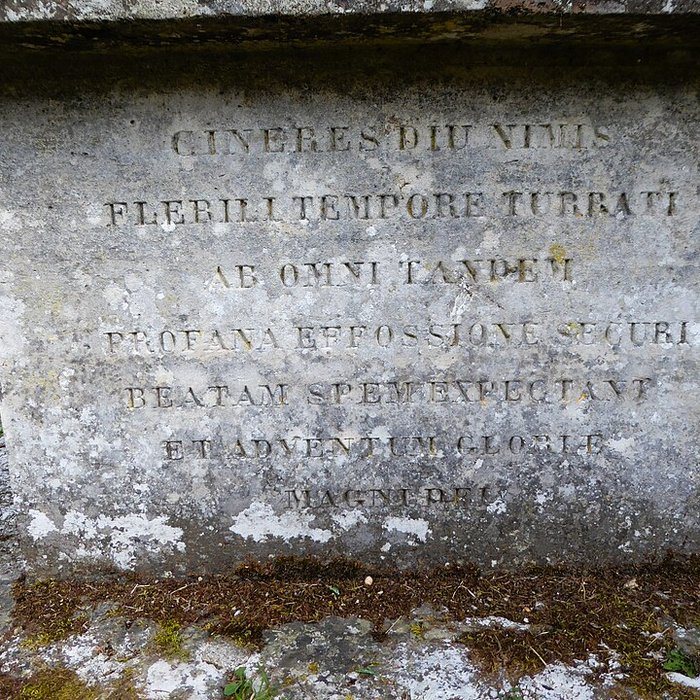 CINERES DIU NIMIS
FLEBILI TEMPORE TURBATI
AB OMNI TANDEM
PROFANA EFFOSSIONE SECURI
BEATAM SPEM EXPECTANT
ET ADVENTUM GLORIÆ
MAGNI DEI